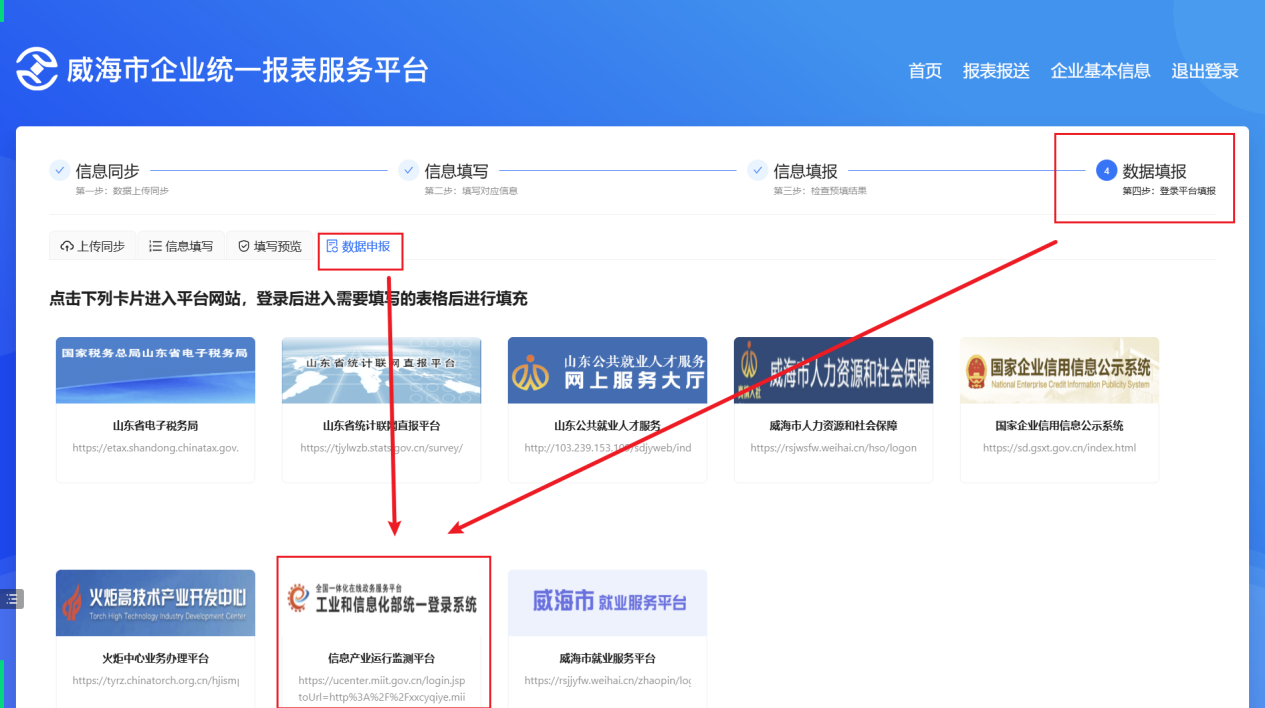 威海市企业统一报表服务平台
首页 报表报送 企业基本信息 退出登录
信息同步
第一步：数据上传同步
信息填写
第二步：填写对应信息
信息填报
第三步：检查预填结果
4 数据填报
第四步：登录平台填报
上传同步 信息填写 填写预览 数据申报
点击下列卡片进入平台网站，登录后进入需要填写的表格后进行填充
国家税务总局山东省电子税务局
山东省电子税务局
https://etax.shandong.chinatax.gov.
山东省统计联网直报平台
山东省统计联网直报平台
https://tjylwzb.stats.gov.cn/survey/
山东公共就业人才服务
网上服务大厅
山东公共就业人才服务
http://103.239.153.10
/sdjyweb/ind
威海市人力资源和社会保障
威海市人力资源和社会保障
https://rsjwsfw.weihai.cn/hso/logon
国家企业信用信息公示系统
National Enterprise Credit Information Publicity System
国家企业信用信息公示系统
https://sd.gsxt.gov.cn/index.html
火炬高技术产业开发中心
Torch High Technology Industry Development Center
火炬中心业务办理平台
https://tyrz.chinatorch.org.cn/hjism
全国一体化在线政务服务平台
工业和信息化部统一登录系统
信息产业运行监测平台
https://ucenter.miit.gov.cn/login.jsp
toUrl=http%3A%2F%2Fxxcyqiye.mii
威海市就业服务平台
威海市就业服务平台
https://rsjjyfw.weihai.cn/zhaopin/lo